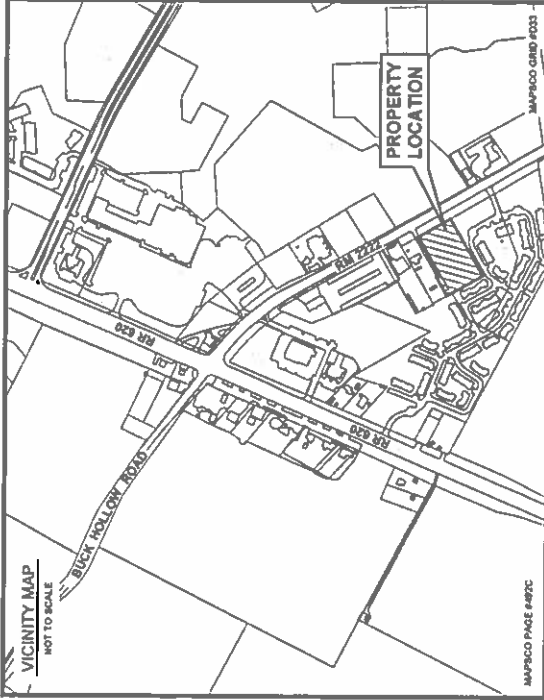 VICINITY MAP
NOT TO SCALE
BUCK HOLLOW ROAD
RR 620
RM 2222
RR 620
PROPERTY
LOCATION
MAPSCO PAGE #492C
MAPSCO GRID #D33